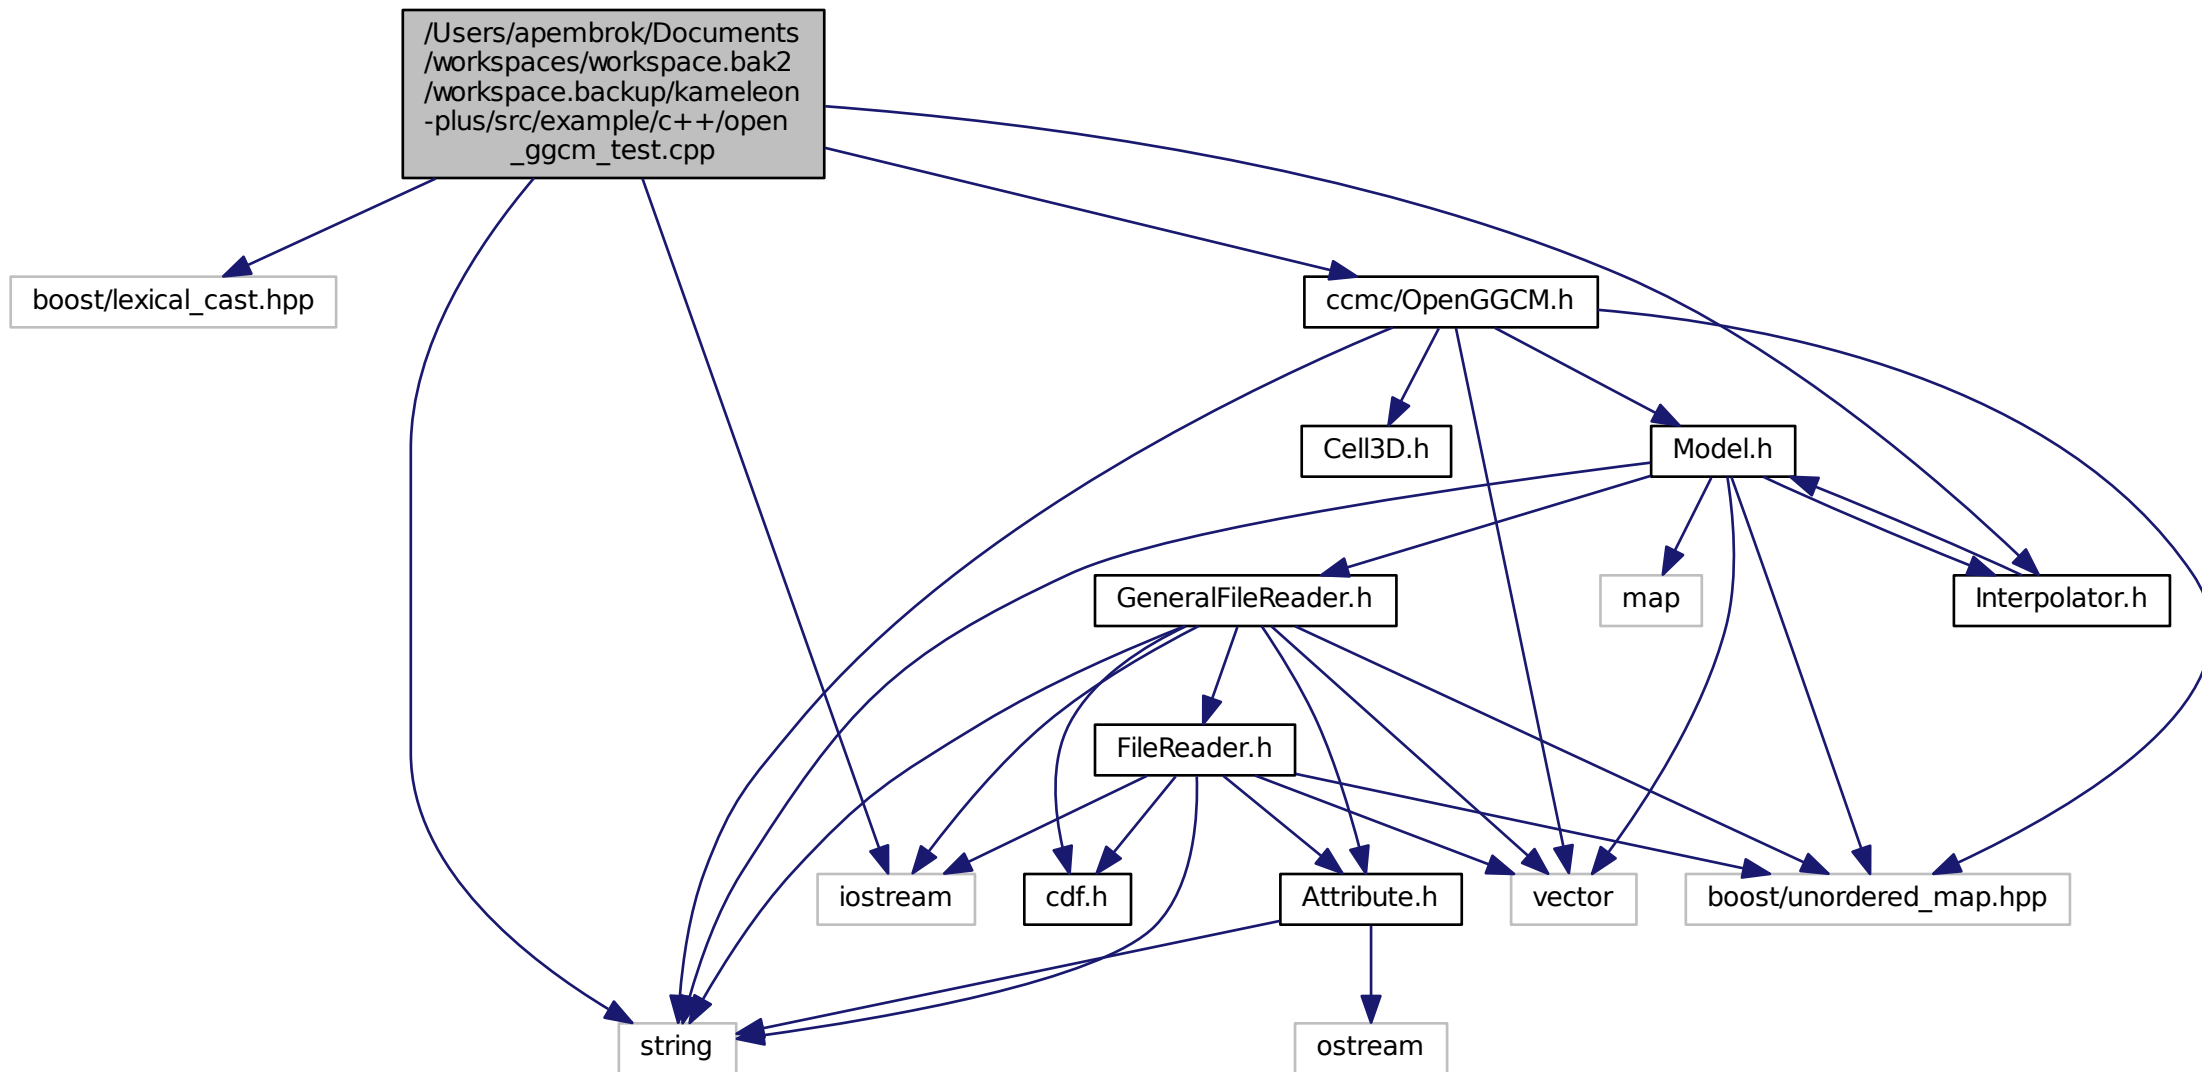 /Users/apembrok/Documents
/workspaces/workspace.bak2
/workspace.backup/kameleon
-plus/src/example/c++/open
_ggcm_test.cpp
boost/lexical_cast.hpp
ccmc/OpenGGCM.h
Cell3D.h
Model.h
GeneralFileReader.h
map
Interpolator.h
FileReader.h
iostream
cdf.h
Attribute.h
vector
boost/unordered_map.hpp
string
ostream